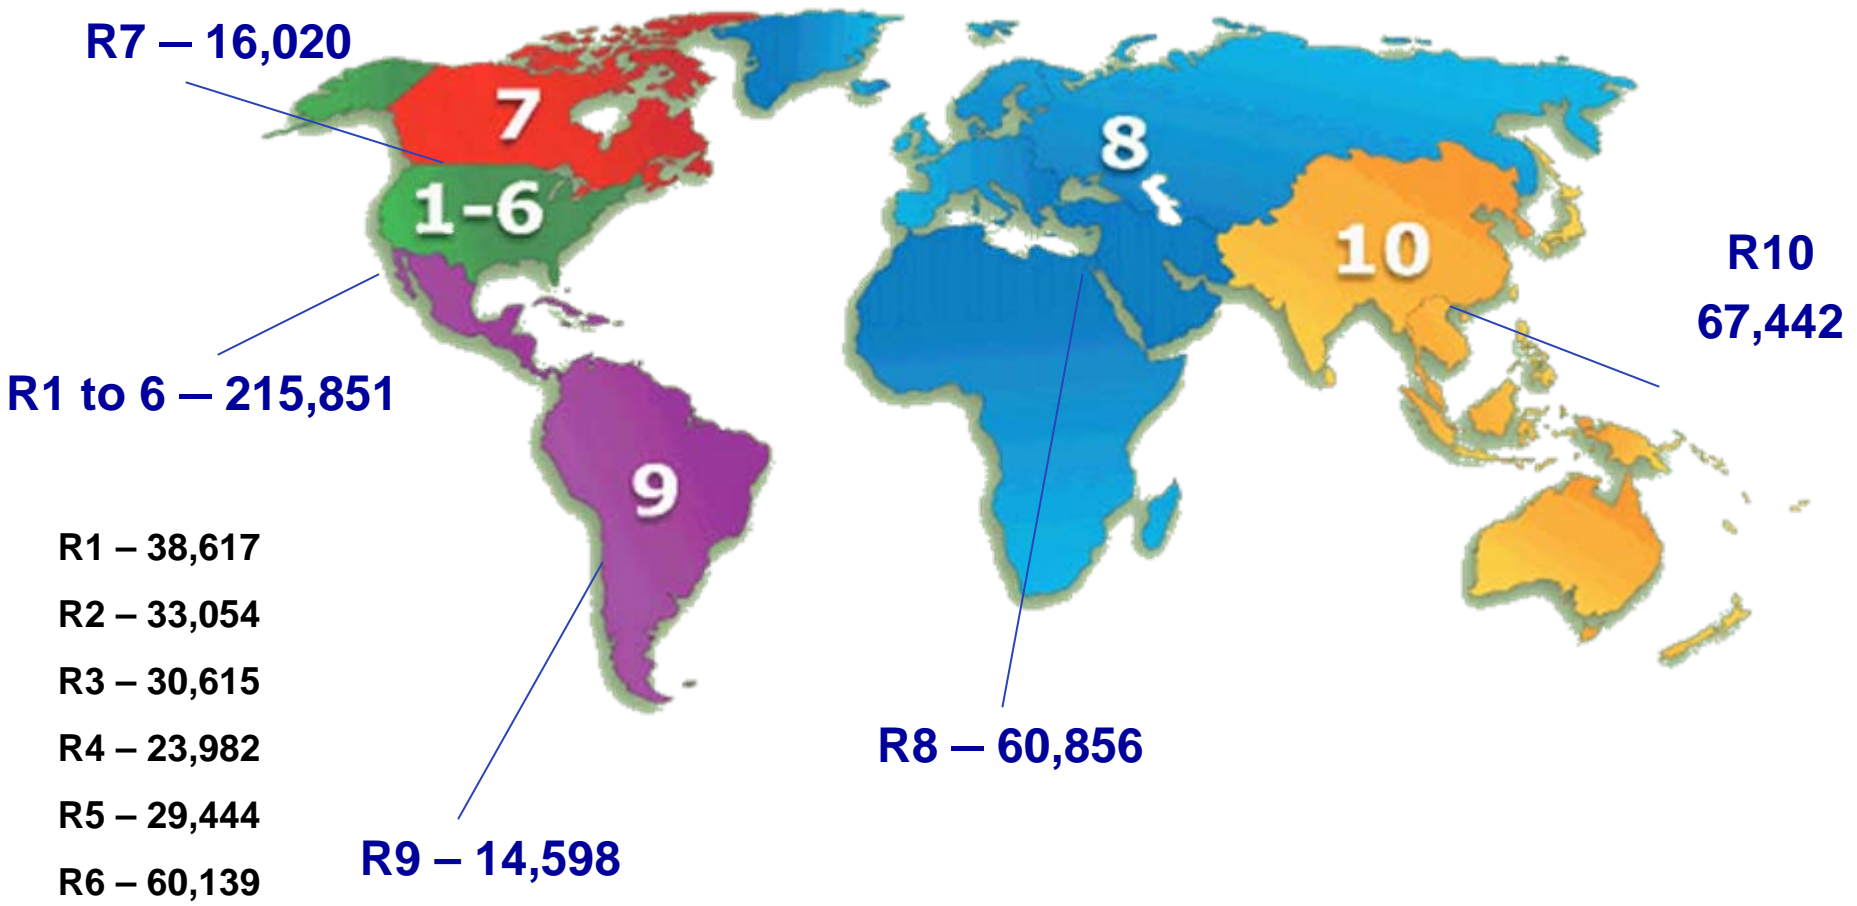 R7 – 16,020
7
8
1-6
10
R10
67,442
R1 to 6 – 215,851
9
R1 – 38,617
R2 – 33,054
R3 – 30,615
R4 – 23,982
R5 – 29,444
R6 – 60,139
R8 – 60,856
R9 – 14,598